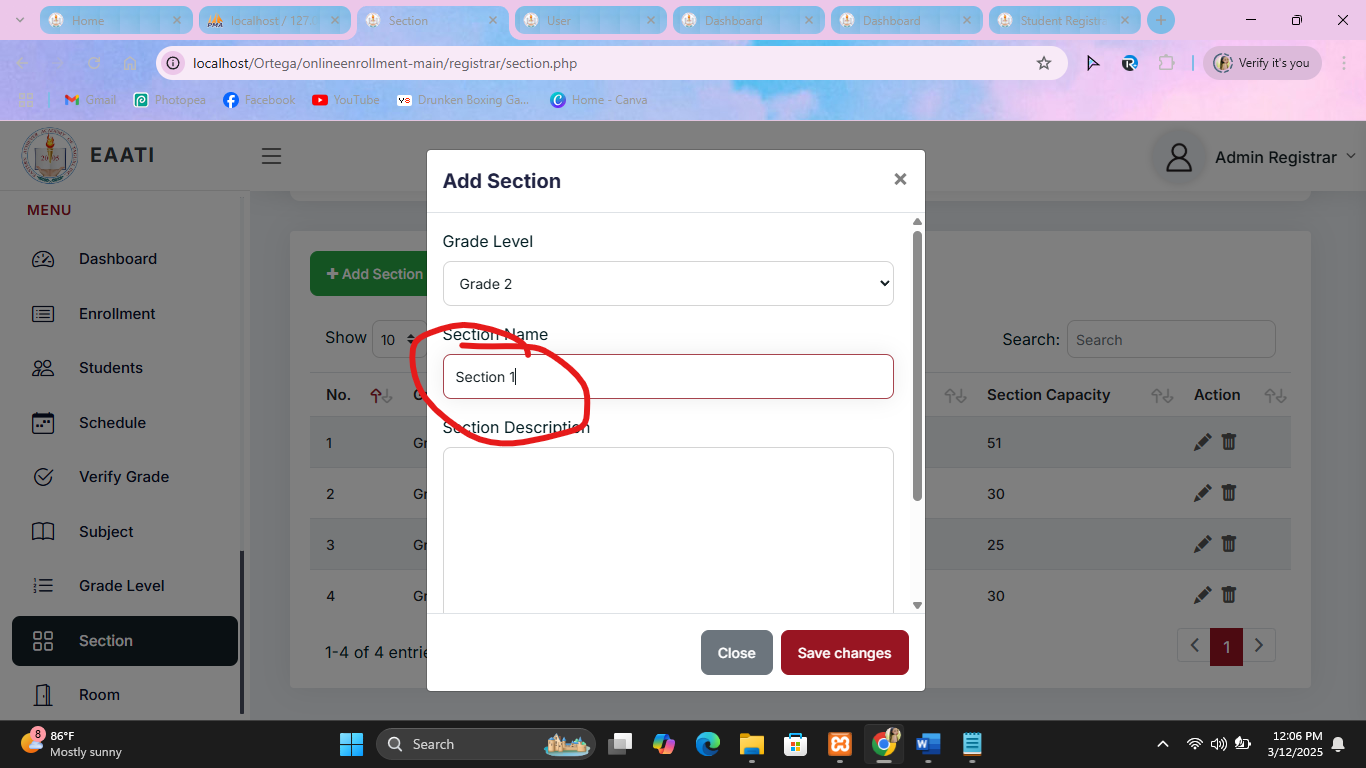 Home
localhost / 127.
Section
User
Dashboard
Dashboard
Student Registr
localhost/Ortega/onlineenrollment-main/registrar/section.php
Verify it's you
Gmail
Photopea
Facebook
YouTube
Drunken Boxing Ga...
Home - Canva
EAATI
Admin Registrar
MENU
Dashboard
Enrollment
Students
Schedule
Verify Grade
Subject
Grade Level
Section
Room
Add Section
Show 10
Search: Search
No. Section Capacity Action
1 Gr 51
2 Gr 30
3 Gr 25
4 Gr 30
1-4 of 4 entrie
1
Add Section
×
Grade Level
Grade 2
Section Name
Section 1
Section Description
Close
Save changes
8
86°F
Mostly sunny
Search
12:06 PM
3/12/2025